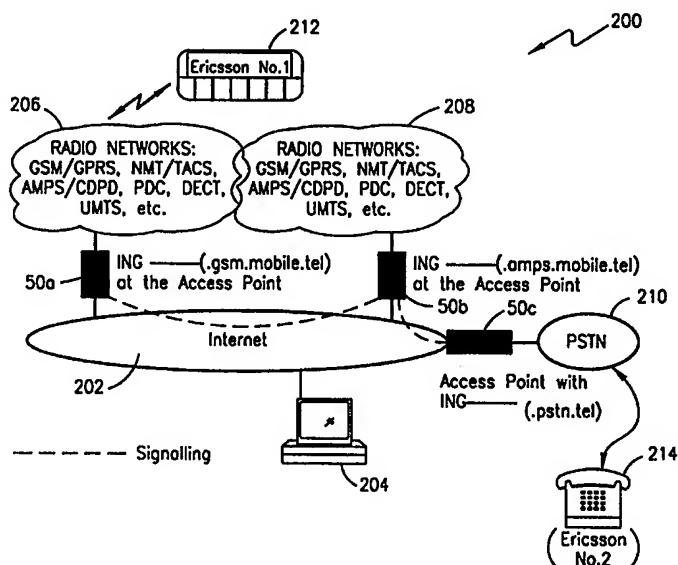 200
212
Ericsson No.1
206
208
RADIO NETWORKS:
GSM/GPRS, NMT/TACS,
AMPS/CDPD, PDC, DECT,
UMTS, etc.
RADIO NETWORKS:
GSM/GPRS, NMT/TACS,
AMPS/CDPD, PDC, DECT,
UMTS, etc.
50a
ING (.gsm.mobile.tel)
at the Access Point
ING (.amps.mobile.tel)
at the Access Point
50b
50c
210
Internet
PSTN
202
Access Point with
ING (.pstn.tel)
Signalling
204
214
Ericsson
No.2